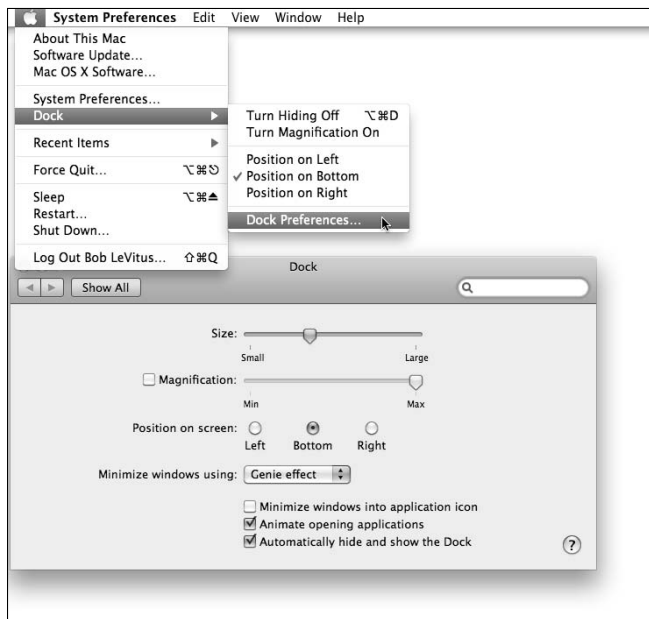 System Preferences Edit View Window Help
About This Mac
Software Update...
Mac OS X Software...
System Preferences...
Dock
Recent Items
Force Quit... ⌥⌘⎋
Sleep ⌥⌘⏏
Restart...
Shut Down...
Log Out Bob LeVitus... ⇧⌘Q
Turn Hiding Off ⌥⌘D
Turn Magnification On
Position on Left
✓ Position on Bottom
Position on Right
Dock Preferences...
Dock
Show All
Size:
Small Large
Magnification:
Min Max
Position on screen:
Left Bottom Right
Minimize windows using: Genie effect
Minimize windows into application icon
Animate opening applications
Automatically hide and show the Dock
?